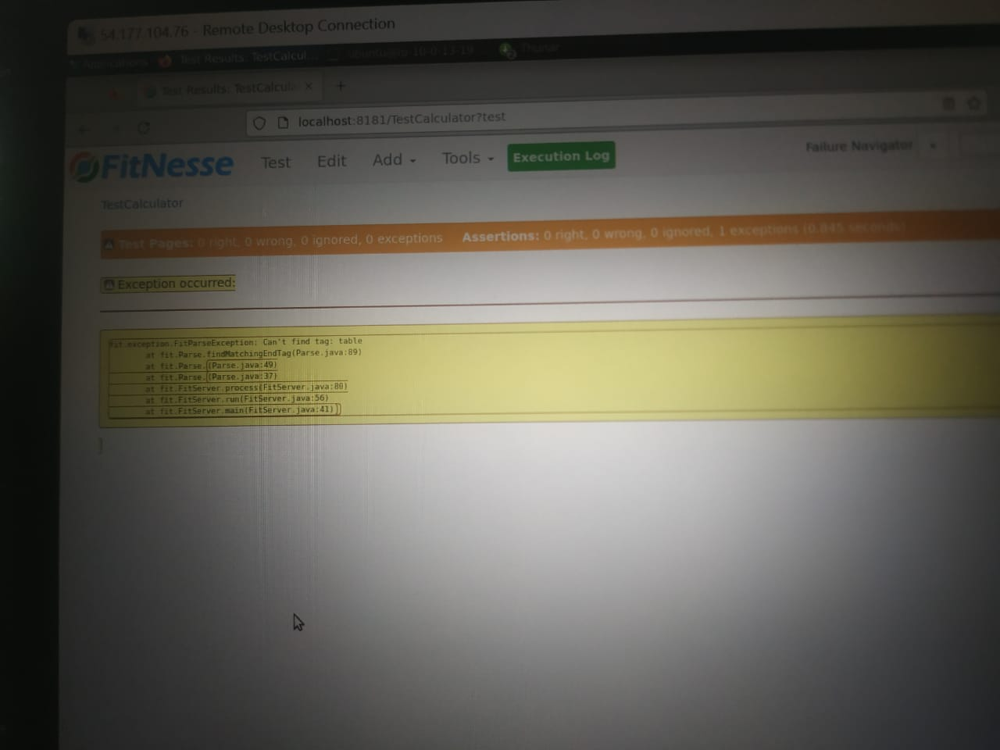 54.177.104.76 - Remote Desktop Connection
Applications Test Results: TestCalcul... ubuntu@ip-10-0-13-19 Thunar
Test Results: TestCalcula × +
localhost:8181/TestCalculator?test
FitNesse Test Edit Add Tools Execution Log Failure Navigator
TestCalculator
Test Pages: 0 right, 0 wrong, 0 ignored, 0 exceptions Assertions: 0 right, 0 wrong, 0 ignored, 1 exceptions (0.845 seconds)
Exception occurred:
fit.exception.FitParseException: Can't find tag: table
at fit.Parse.findMatchingEndTag(Parse.java:89)
at fit.Parse.(Parse.java:49)
at fit.Parse.(Parse.java:37)
at fit.FitServer.process(FitServer.java:80)
at fit.FitServer.run(FitServer.java:56)
at fit.FitServer.main(FitServer.java:41)]
]